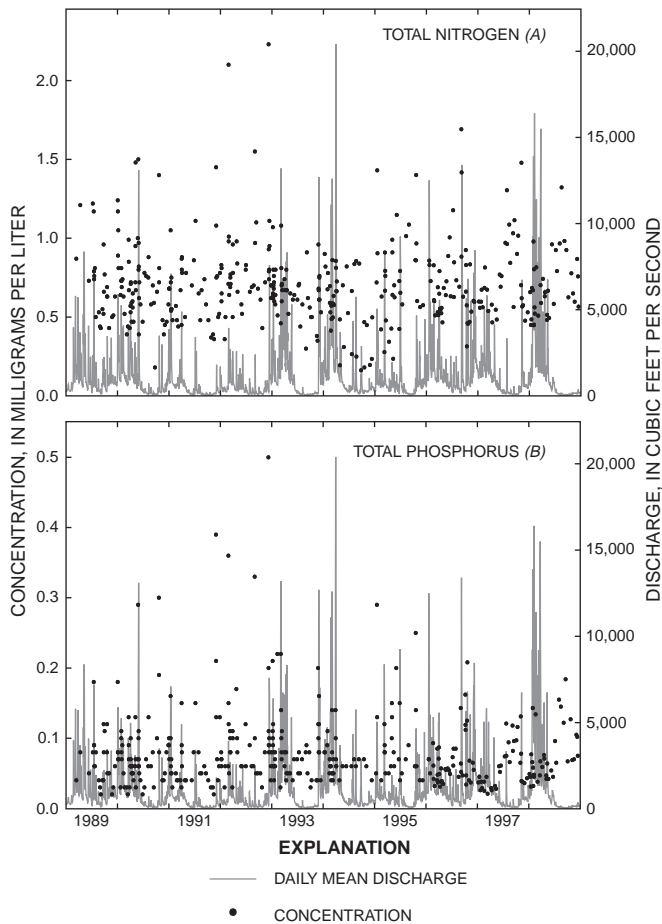 TOTAL NITROGEN (A)
2.0
1.5
1.0
0.5
0.0
20,000
15,000
10,000
5,000
0
TOTAL PHOSPHORUS (B)
0.5
0.4
0.3
0.2
0.1
0.0
20,000
15,000
10,000
5,000
0
CONCENTRATION, IN MILLIGRAMS PER LITER
DISCHARGE, IN CUBIC FEET PER SECOND
1989 1991 1993 1995 1997
EXPLANATION
DAILY MEAN DISCHARGE
CONCENTRATION